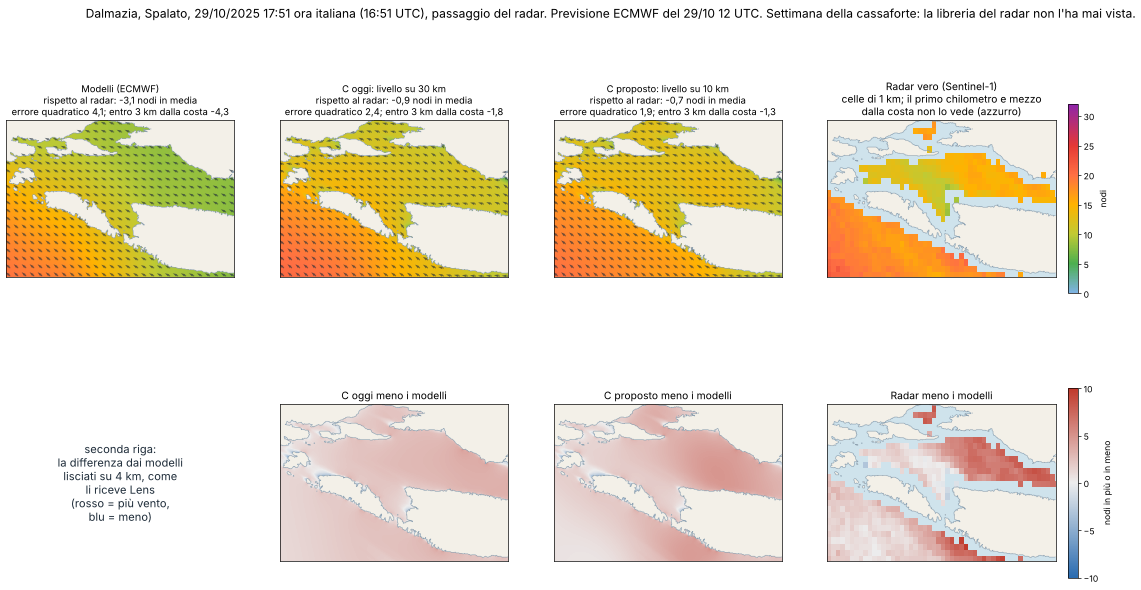 Dalmazia, Spalato, 29/10/2025 17:51 ora italiana (16:51 UTC), passaggio del radar. Previsione ECMWF del 29/10 12 UTC. Settimana della cassaforte: la libreria del radar non l'ha mai vista.
Modelli (ECMWF)
rispetto al radar: -3,1 nodi in media
errore quadratico 4,1; entro 3 km dalla costa -4,3
C oggi: livello su 30 km
rispetto al radar: -0,9 nodi in media
errore quadratico 2,4; entro 3 km dalla costa -1,8
C proposto: livello su 10 km
rispetto al radar: -0,7 nodi in media
errore quadratico 1,9; entro 3 km dalla costa -1,3
Radar vero (Sentinel-1)
celle di 1 km; il primo chilometro e mezzo
dalla costa non lo vede (azzurro)
30
25
20
15
10
5
0
nodi
seconda riga:
la differenza dai modelli
lisciati su 4 km, come
li riceve Lens
(rosso = più vento,
blu = meno)
C oggi meno i modelli
C proposto meno i modelli
Radar meno i modelli
10
5
0
−5
−10
nodi in più o in meno